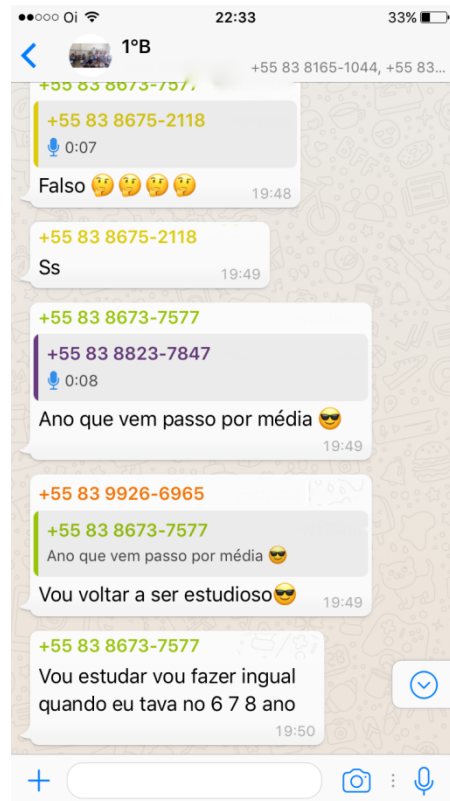 Oi 22:33 33%
1°B
+55 83 8165-1044, +55 83...
+55 83 8673-7577
+55 83 8675-2118
0:07
Falso 🤔🤔🤔🤔
19:48
+55 83 8675-2118
Ss
19:49
+55 83 8673-7577
+55 83 8823-7847
0:08
Ano que vem passo por média 😎
19:49
+55 83 9926-6965
+55 83 8673-7577
Ano que vem passo por média 😎
Vou voltar a ser estudioso😎
19:49
+55 83 8673-7577
Vou estudar vou fazer ingual
quando eu tava no 6 7 8 ano
19:50